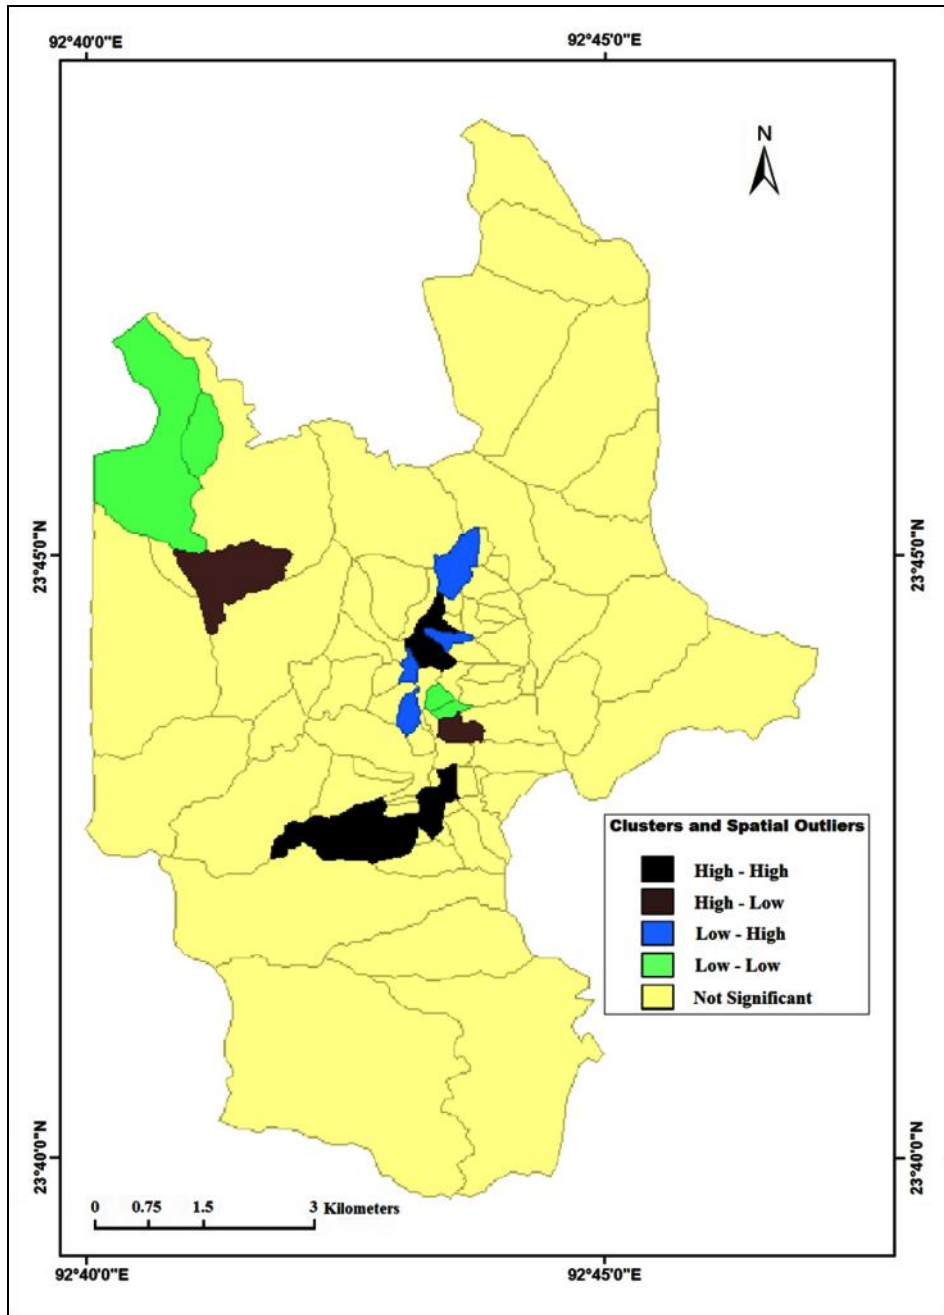 92°40'0"E 92°45'0"E
N
23°45'0"N 23°45'0"N
Clusters and Spatial Outliers
High - High
High - Low
Low - High
Low - Low
Not Significant
23°40'0"N 23°40'0"N
0 0.75 1.5 3 Kilometers
92°40'0"E 92°45'0"E